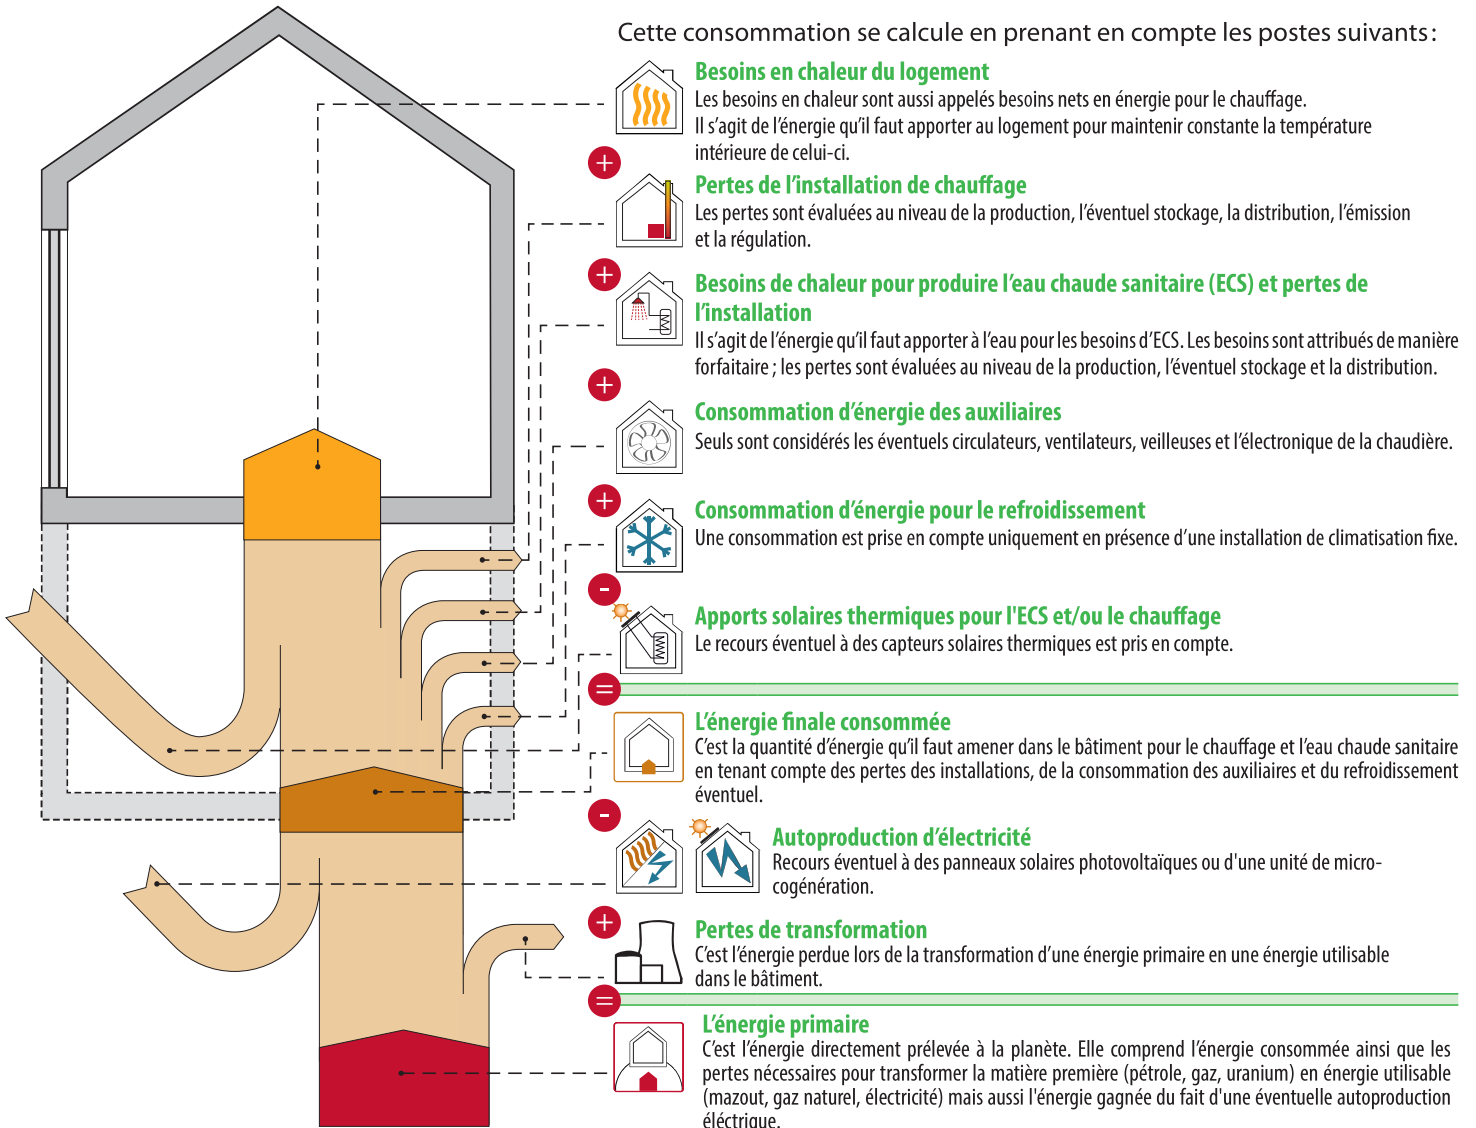 Cette consommation se calcule en prenant en compte les postes suivants :
Besoins en chaleur du logement
Les besoins en chaleur sont aussi appelés besoins nets en énergie pour le chauffage.
Il s’agit de l’énergie qu’il faut apporter au logement pour maintenir constante la température
intérieure de celui-ci.
+
Pertes de l’installation de chauffage
Les pertes sont évaluées au niveau de la production, l’éventuel stockage, la distribution, l’émission
et la régulation.
+
Besoins de chaleur pour produire l’eau chaude sanitaire (ECS) et pertes de
l’installation
Il s’agit de l’énergie qu’il faut apporter à l’eau pour les besoins d’ECS. Les besoins sont attribués de manière
forfaitaire ; les pertes sont évaluées au niveau de la production, l’éventuel stockage et la distribution.
+
Consommation d’énergie des auxiliaires
Seuls sont considérés les éventuels circulateurs, ventilateurs, veilleuses et l’électronique de la chaudière.
+
Consommation d’énergie pour le refroidissement
Une consommation est prise en compte uniquement en présence d’une installation de climatisation fixe.
-
Apports solaires thermiques pour l'ECS et/ou le chauffage
Le recours éventuel à des capteurs solaires thermiques est pris en compte.
=
L’énergie finale consommée
C’est la quantité d’énergie qu’il faut amener dans le bâtiment pour le chauffage et l’eau chaude sanitaire
en tenant compte des pertes des installations, de la consommation des auxiliaires et du refroidissement
éventuel.
-
Autoproduction d’électricité
Recours éventuel à des panneaux solaires photovoltaïques ou d'une unité de micro-
cogénération.
+
Pertes de transformation
C’est l’énergie perdue lors de la transformation d’une énergie primaire en une énergie utilisable
dans le bâtiment.
=
L’énergie primaire
C’est l’énergie directement prélevée à la planète. Elle comprend l’énergie consommée ainsi que les
pertes nécessaires pour transformer la matière première (pétrole, gaz, uranium) en énergie utilisable
(mazout, gaz naturel, électricité) mais aussi l'énergie gagnée du fait d'une éventuelle autoproduction
éléctrique.